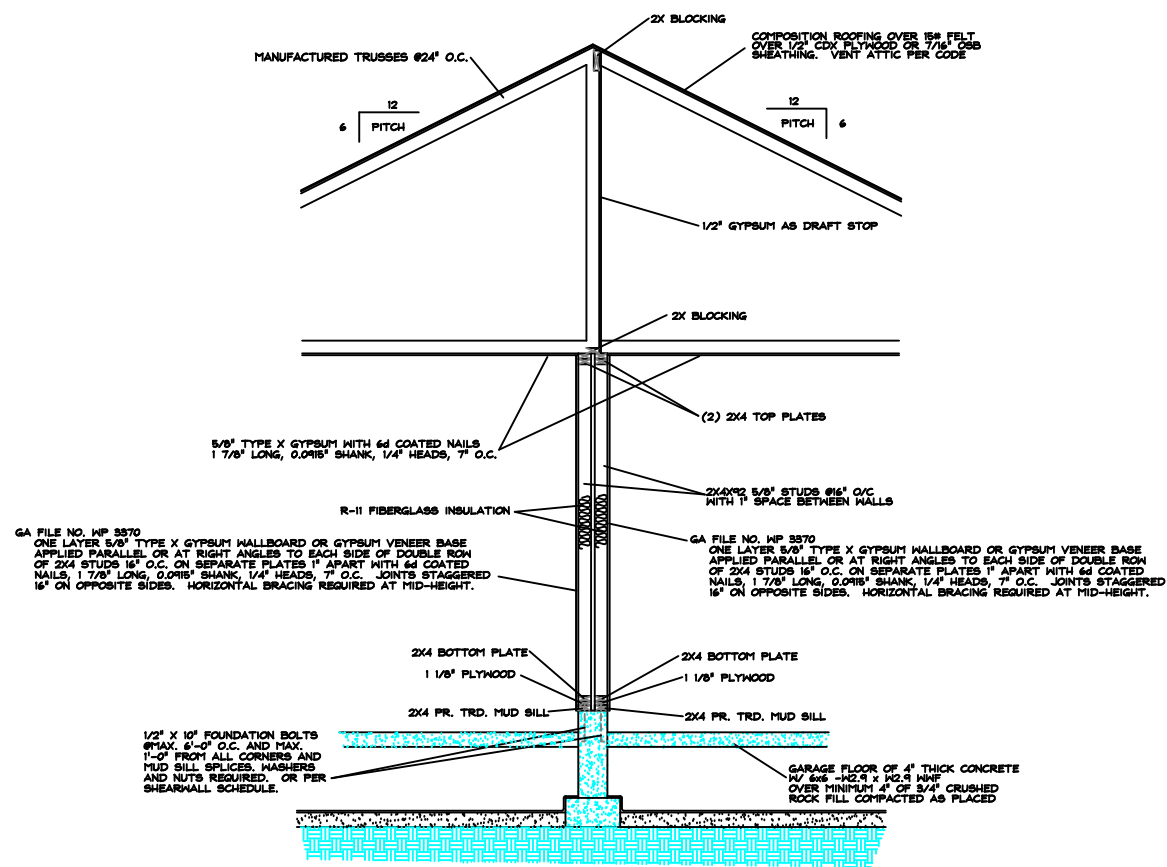 2X BLOCKING
MANUFACTURED TRUSSES @24" O.C.
COMPOSITION ROOFING OVER 15# FELT
OVER 1/2" CDX PLYWOOD OR 7/16" OSB
SHEATHING. VENT ATTIC PER CODE
12
6 PITCH
12
PITCH 6
1/2" GYPSUM AS DRAFT STOP
2X BLOCKING
(2) 2X4 TOP PLATES
5/8" TYPE X GYPSUM WITH 6d COATED NAILS
1 7/8" LONG, 0.0915" SHANK, 1/4" HEADS, 7" O.C.
2X4X92 5/8" STUDS @16" O/C
WITH 1" SPACE BETWEEN WALLS
R-11 FIBERGLASS INSULATION
GA FILE NO. WP 3370
ONE LAYER 5/8" TYPE X GYPSUM WALLBOARD OR GYPSUM VENEER BASE
APPLIED PARALLEL OR AT RIGHT ANGLES TO EACH SIDE OF DOUBLE ROW
OF 2X4 STUDS 16" O.C. ON SEPARATE PLATES 1" APART WITH 6d COATED
NAILS, 1 7/8" LONG, 0.0915" SHANK, 1/4" HEADS, 7" O.C. JOINTS STAGGERED
16" ON OPPOSITE SIDES. HORIZONTAL BRACING REQUIRED AT MID-HEIGHT.
GA FILE NO. WP 3370
ONE LAYER 5/8" TYPE X GYPSUM WALLBOARD OR GYPSUM VENEER BASE
APPLIED PARALLEL OR AT RIGHT ANGLES TO EACH SIDE OF DOUBLE ROW
OF 2X4 STUDS 16" O.C. ON SEPARATE PLATES 1" APART WITH 6d COATED
NAILS, 1 7/8" LONG, 0.0915" SHANK, 1/4" HEADS, 7" O.C. JOINTS STAGGERED
16" ON OPPOSITE SIDES. HORIZONTAL BRACING REQUIRED AT MID-HEIGHT.
2X4 BOTTOM PLATE
1 1/8" PLYWOOD
2X4 PR. TRD. MUD SILL
2X4 BOTTOM PLATE
1 1/8" PLYWOOD
2X4 PR. TRD. MUD SILL
1/2" X 10" FOUNDATION BOLTS
@MAX. 6'-0" O.C. AND MAX.
1'-0" FROM ALL CORNERS AND
MUD SILL SPLICES. WASHERS
AND NUTS REQUIRED. OR PER
SHEARWALL SCHEDULE.
GARAGE FLOOR OF 4" THICK CONCRETE
W/ 6x6 -W2.9 x W2.9 WWF
OVER MINIMUM 4" OF 3/4" CRUSHED
ROCK FILL COMPACTED AS PLACED